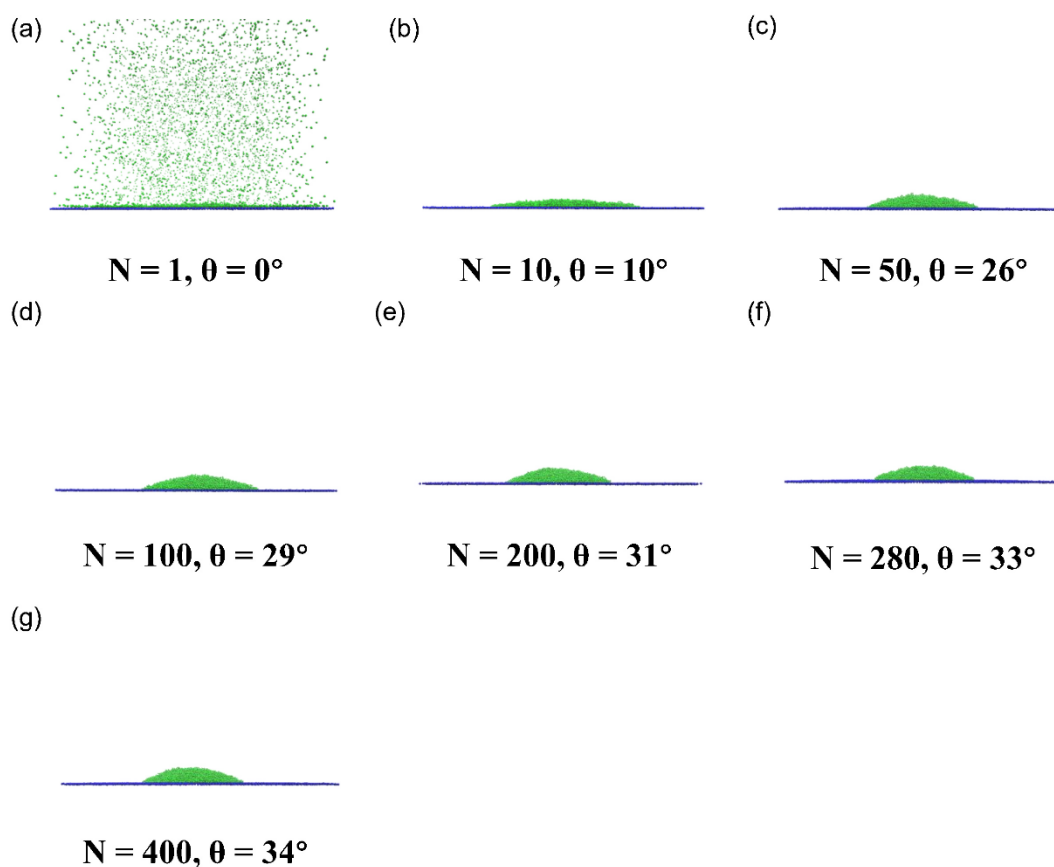 (a)
(b)
(c)
N = 1, θ = 0°
N = 10, θ = 10°
N = 50, θ = 26°
(d)
(e)
(f)
N = 100, θ = 29°
N = 200, θ = 31°
N = 280, θ = 33°
(g)
N = 400, θ = 34°